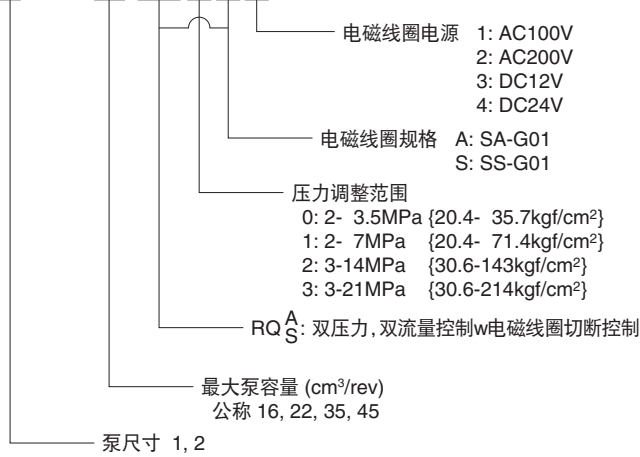 电磁线圈电源 1: AC100V
2: AC200V
3: DC12V
4: DC24V
电磁线圈规格 A: SA-G01
S: SS-G01
压力调整范围
0: 2- 3.5MPa {20.4- 35.7kgf/cm²}
1: 2- 7MPa {20.4- 71.4kgf/cm²}
2: 3-14MPa {30.6-143kgf/cm²}
3: 3-21MPa {30.6-214kgf/cm²}
RQ A/S: 双压力,双流量控制w电磁线圈切断控制
最大泵容量 (cm³/rev)
公称 16, 22, 35, 45
泵尺寸 1, 2